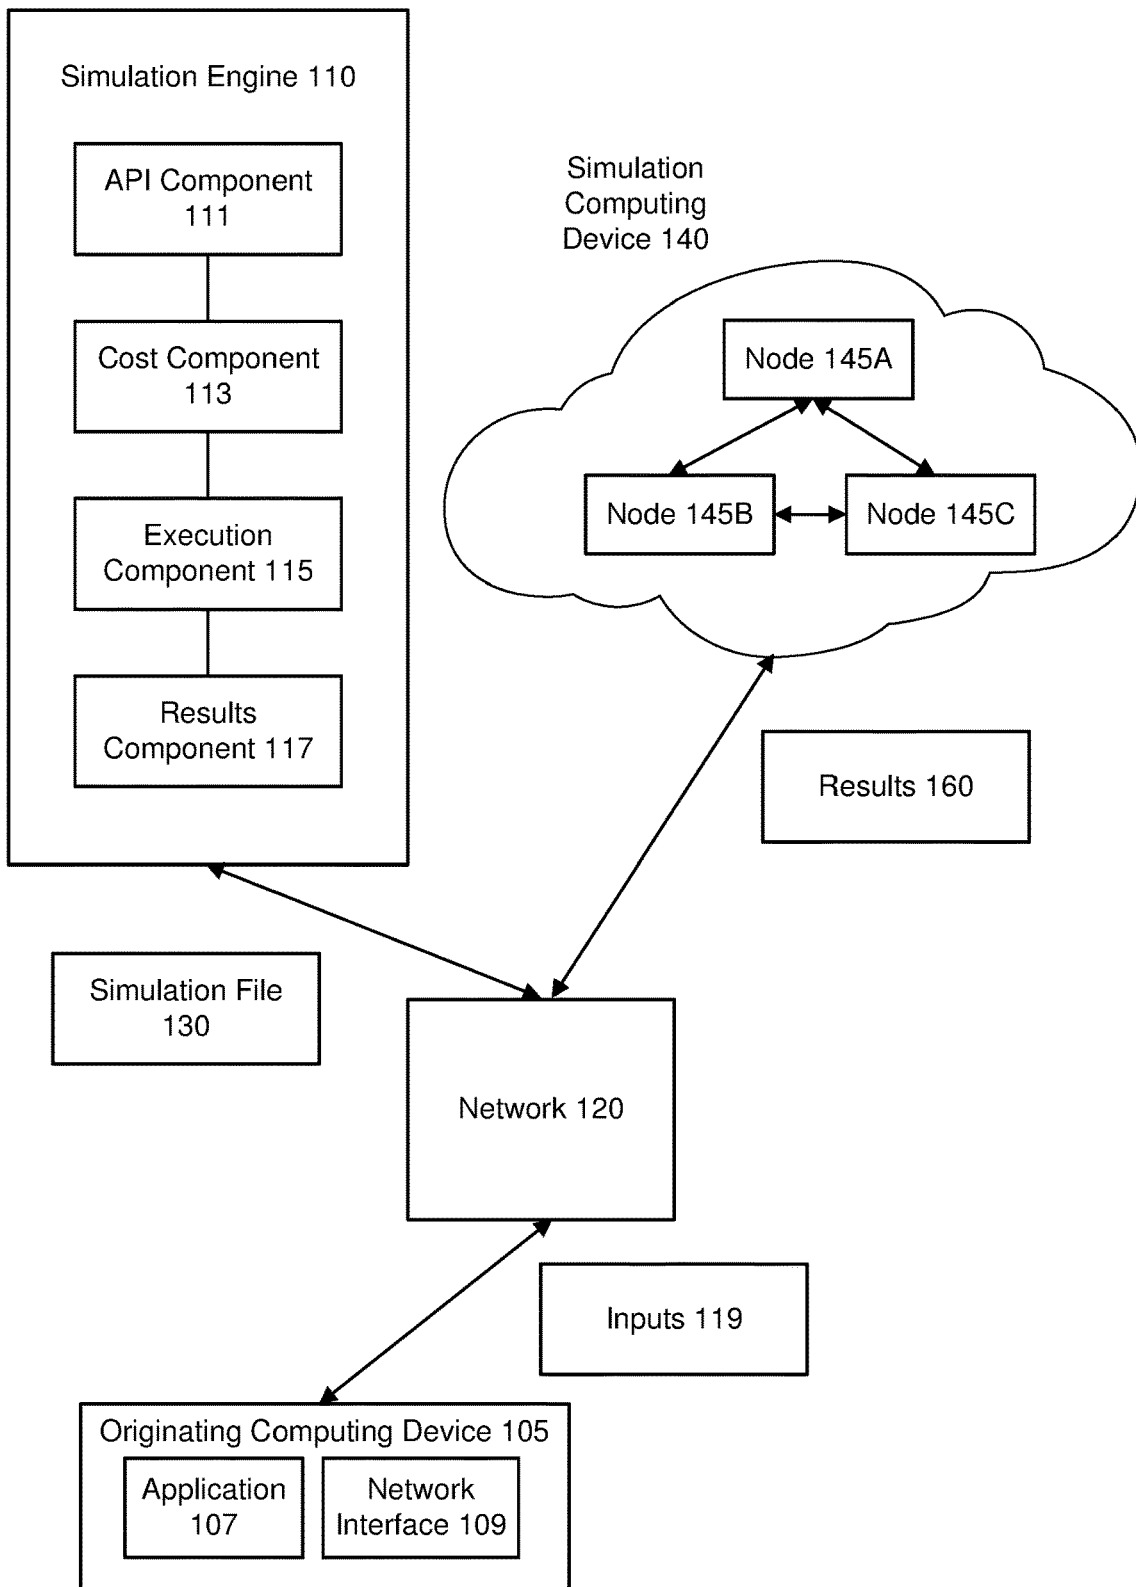 Simulation Engine 110
API Component
111
Cost Component
113
Execution
Component 115
Results
Component 117
Simulation
Computing
Device 140
Node 145A
Node 145B
Node 145C
Results 160
Simulation File
130
Network 120
Inputs 119
Originating Computing Device 105
Application
107
Network
Interface 109